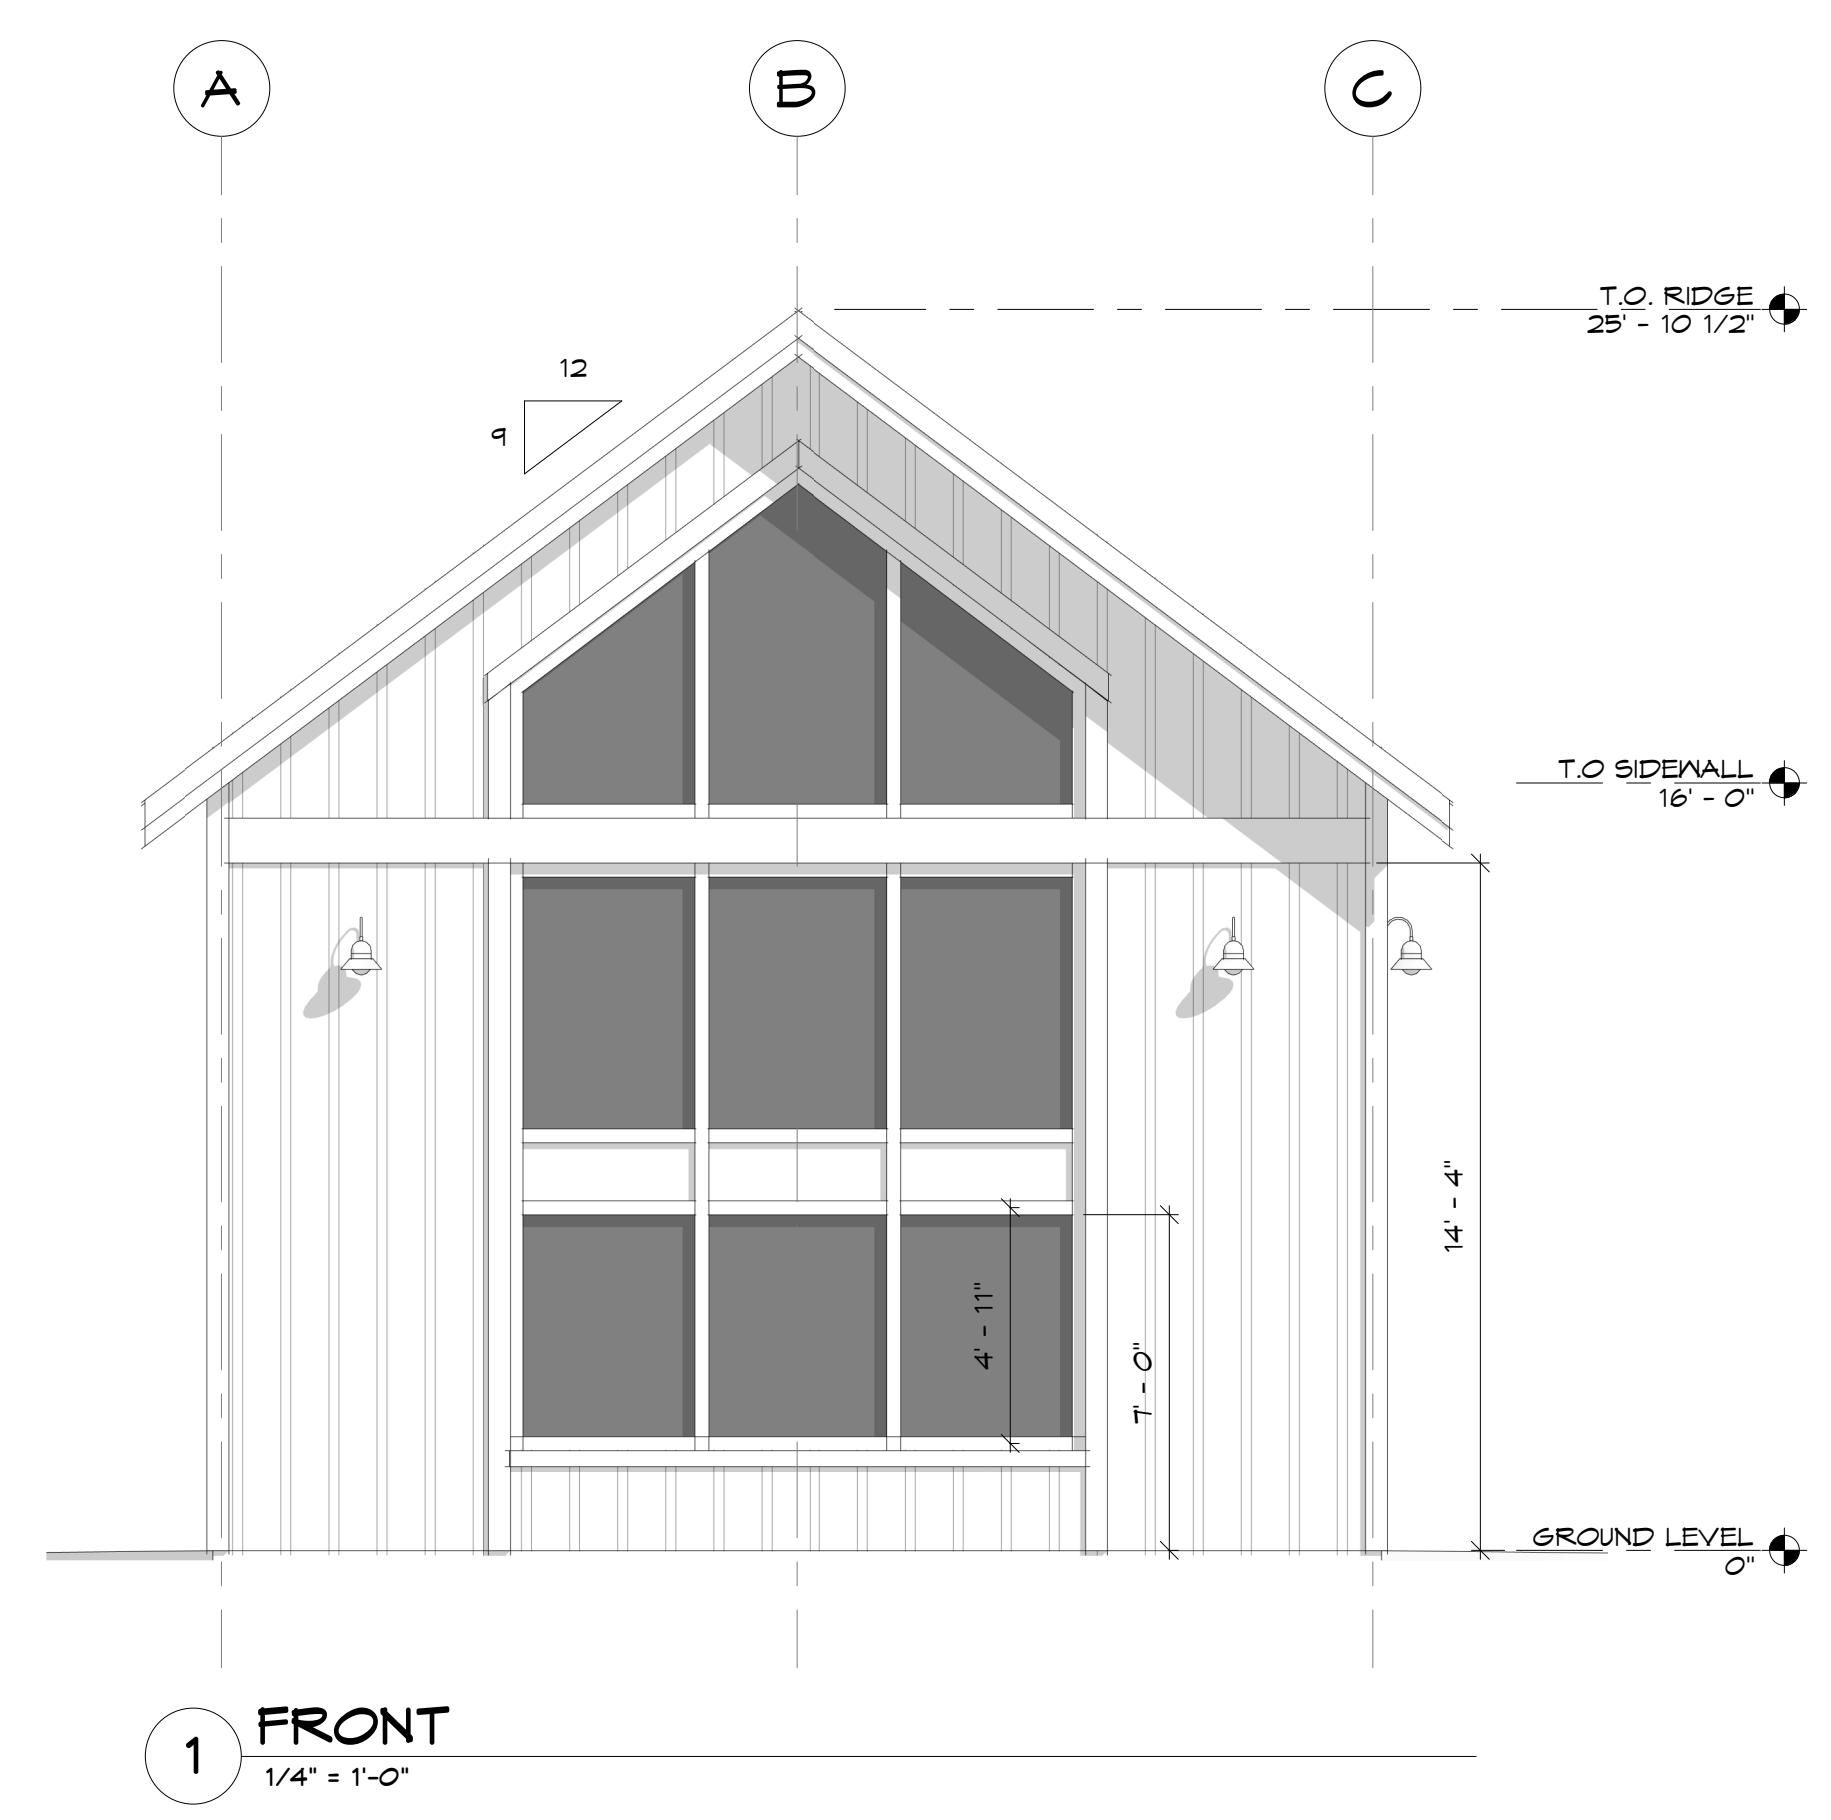 A
B
C
T.O. RIDGE
25' - 10 1/2"
12
9
T.O SIDEWALL
16' - 0"
14' - 4"
4' - 11"
7' - 0"
GROUND LEVEL
0"
1
FRONT
1/4" = 1'-0"